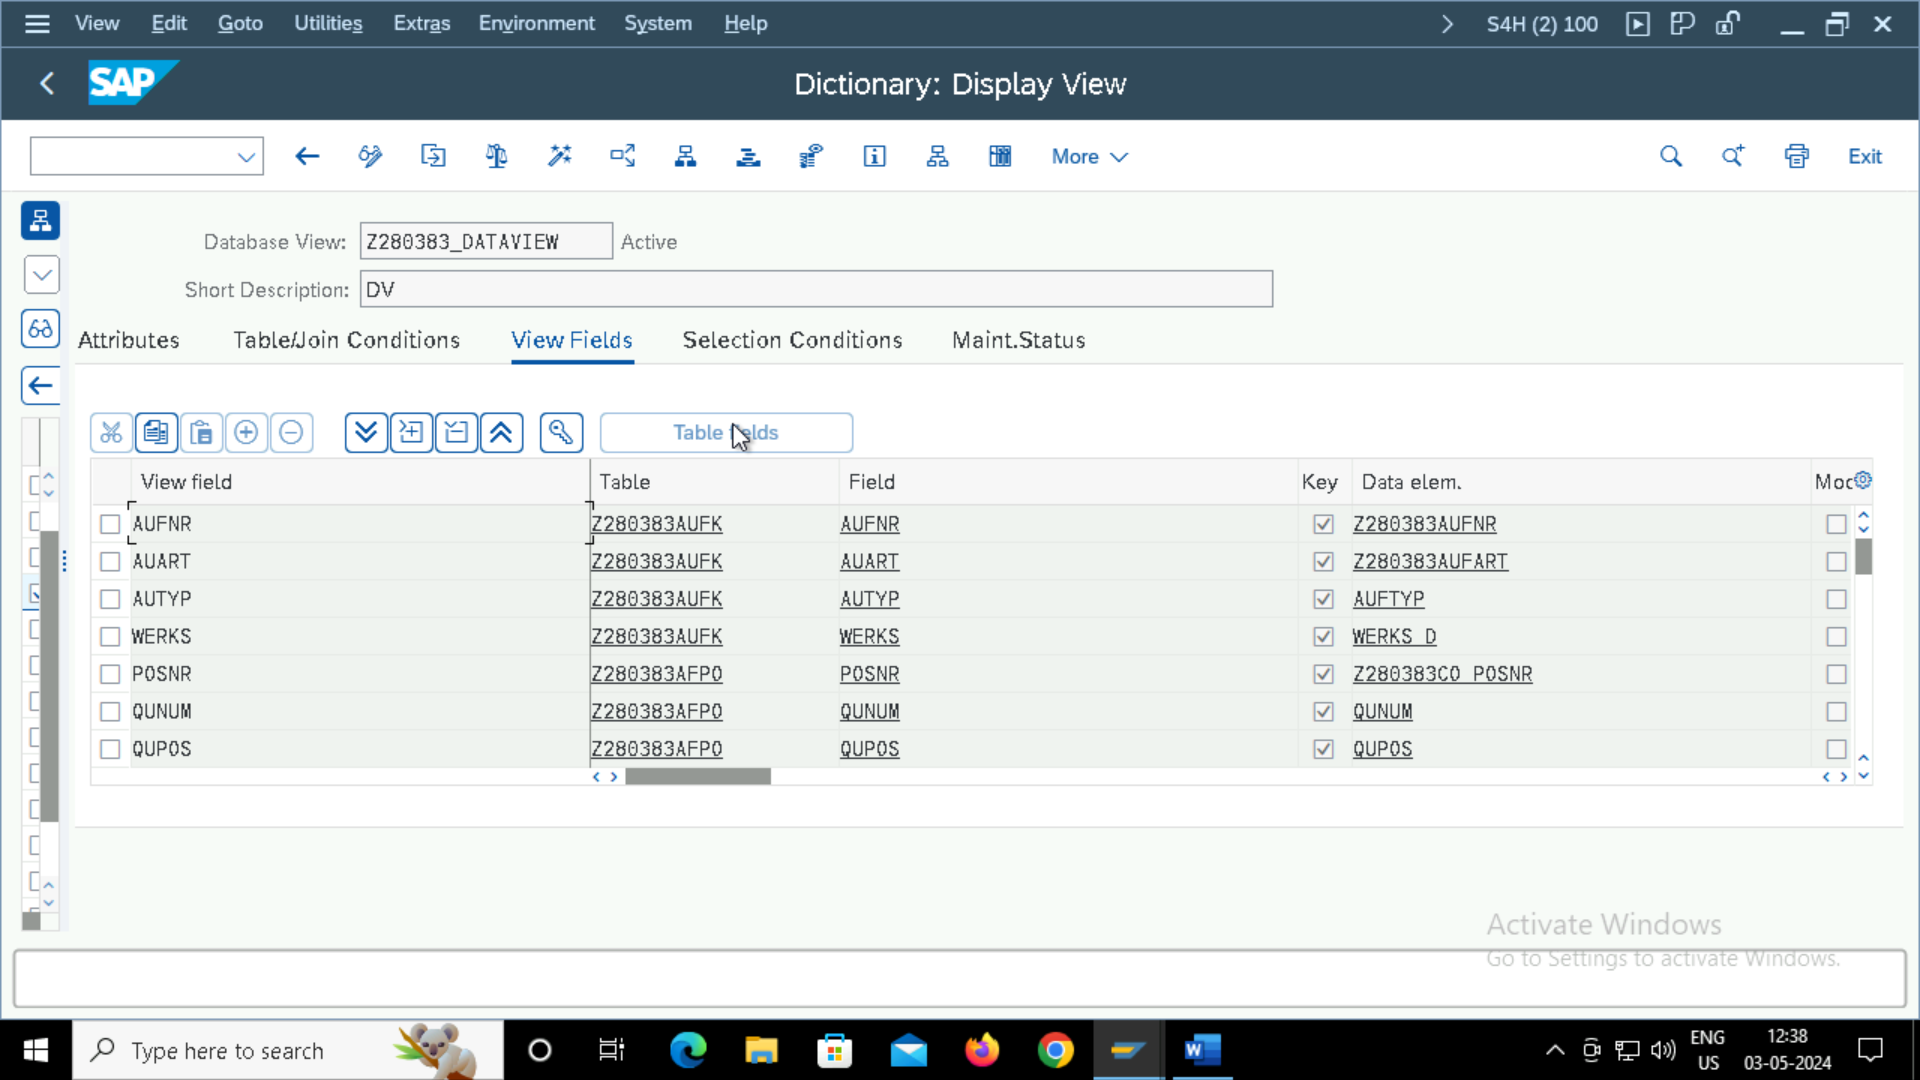 View Edit Goto Utilities Extras Environment System Help S4H (2) 100
SAP Dictionary: Display View
More Exit
Database View: Z280383_DATAVIEW Active
Short Description: DV
Attributes Table/Join Conditions View Fields Selection Conditions Maint.Status
Table
View field Table Field Key Data elem.
AUFNR Z280383AUFK AUFNR Z280383AUFNR
AUART Z280383AUFK AUART Z280383AUFART
AUTYP Z280383AUFK AUTYP AUFTYP
WERKS Z280383AUFK WERKS WERKS_D
POSNR Z280383AFPO POSNR Z280383CO_POSNR
QUNUM Z280383AFPO QUNUM QUNUM
QUPOS Z280383AFPO QUPOS QUPOS
Activate Windows
Go to Settings to activate Windows.
Type here to search
ENG 12:38
US 03-05-2024